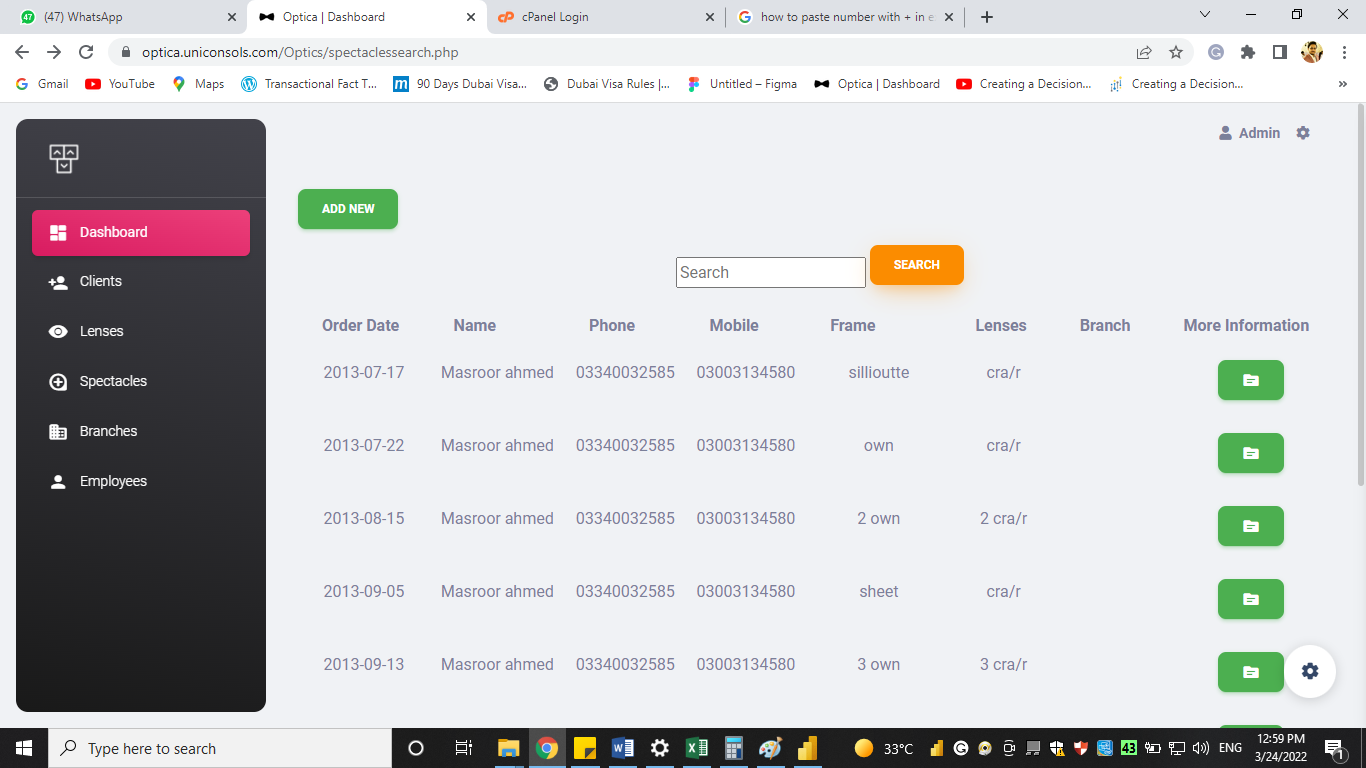 (47) WhatsApp
Optica | Dashboard
cPanel Login
how to paste number with + in e
optica.uniconsols.com/Optics/spectaclessearch.php
Gmail
YouTube
Maps
Transactional Fact T...
90 Days Dubai Visa...
Dubai Visa Rules |...
Untitled – Figma
Optica | Dashboard
Creating a Decision...
Creating a Decision...
»
Admin
Dashboard
Clients
Lenses
Spectacles
Branches
Employees
ADD NEW
Search
SEARCH
Order Date Name Phone Mobile Frame Lenses Branch More Information
2013-07-17 Masroor ahmed 03340032585 03003134580 sillioutte cra/r
2013-07-22 Masroor ahmed 03340032585 03003134580 own cra/r
2013-08-15 Masroor ahmed 03340032585 03003134580 2 own 2 cra/r
2013-09-05 Masroor ahmed 03340032585 03003134580 sheet cra/r
2013-09-13 Masroor ahmed 03340032585 03003134580 3 own 3 cra/r
Type here to search
33°C
43
ENG
12:59 PM
3/24/2022
1